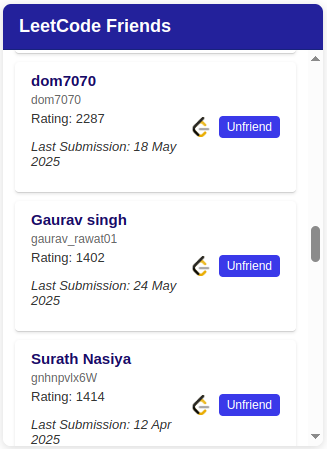 LeetCode Friends
dom7070
dom7070
Rating: 2287
Unfriend
Last Submission: 18 May
2025
Gaurav singh
gaurav_rawat01
Rating: 1402
Unfriend
Last Submission: 24 May
2025
Surath Nasiya
gnhnpvlx6W
Rating: 1414
Unfriend
Last Submission: 12 Apr
2025